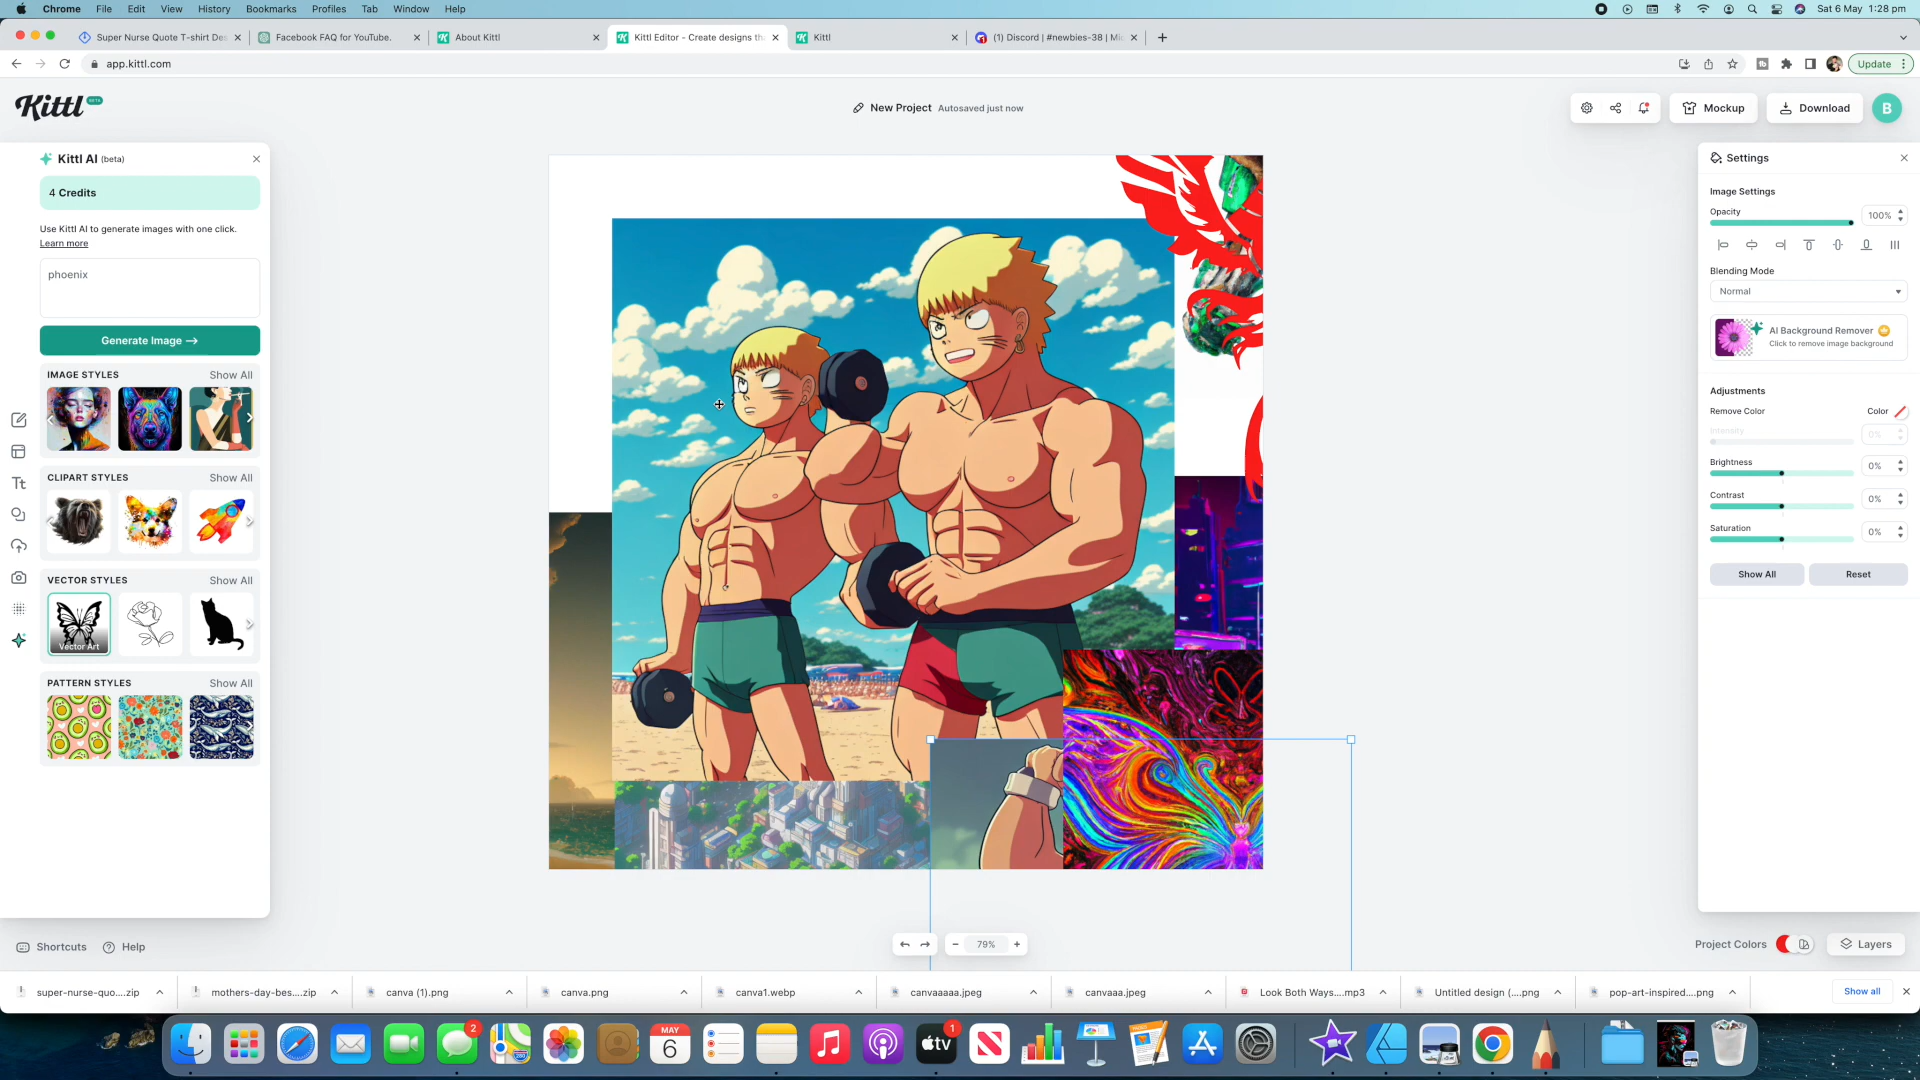 Chrome File Edit View History Bookmarks Profiles Tab Window Help Sat 6 May 1:28 pm
Super Nurse Quote T-shirt Des
Facebook FAQ for YouTube.
About Kittl
Kittl Editor - Create designs th
Kittl
(1) Discord | #newbies-38 | Mi
app.kittl.com
Update
Kittl BETA
New Project Autosaved just now
Mockup
Download
B
Kittl AI (beta)
4 Credits
Use Kittl AI to generate images with one click.
Learn more
phoenix
Generate Image →
IMAGE STYLES Show All
CLIPART STYLES Show All
VECTOR STYLES Show All
Vector Art
PATTERN STYLES Show All
Settings
Image Settings
Opacity
100%
Blending Mode
Normal
AI Background Remover
Click to remove image background
Adjustments
Remove Color Color
Intensity
0%
Brightness
0%
Contrast
0%
Saturation
0%
Show All Reset
Shortcuts Help
79%
Project Colors
Layers
super-nurse-quo....zip
mothers-day-bes....zip
canva (1).png
canva.png
canva1.webp
canvaaaaa.jpeg
canvaaa.jpeg
Look Both Ways....mp3
Untitled design (....png
pop-art-inspired....png
Show all
2
MAY
6
1
tv